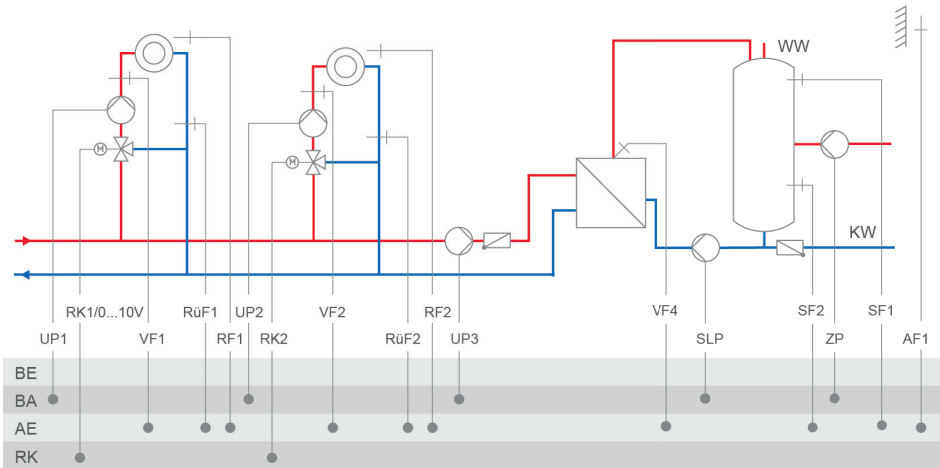 WW
M
M
KW
RK1/0...10V RüF1 UP2 VF2 RF2 VF4 SF2 SF1
UP1 VF1 RF1 RK2 RüF2 UP3 SLP ZP AF1
BE
BA
AE
RK